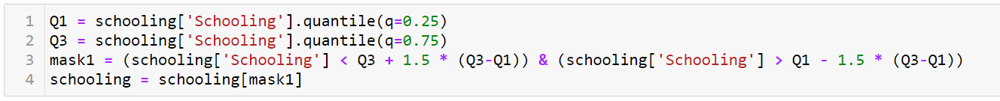 1 Q1 = schooling['Schooling'].quantile(q=0.25)
2 Q3 = schooling['Schooling'].quantile(q=0.75)
3 mask1 = (schooling['Schooling'] < Q3 + 1.5 * (Q3-Q1)) & (schooling['Schooling'] > Q1 - 1.5 * (Q3-Q1))
4 schooling = schooling[mask1]